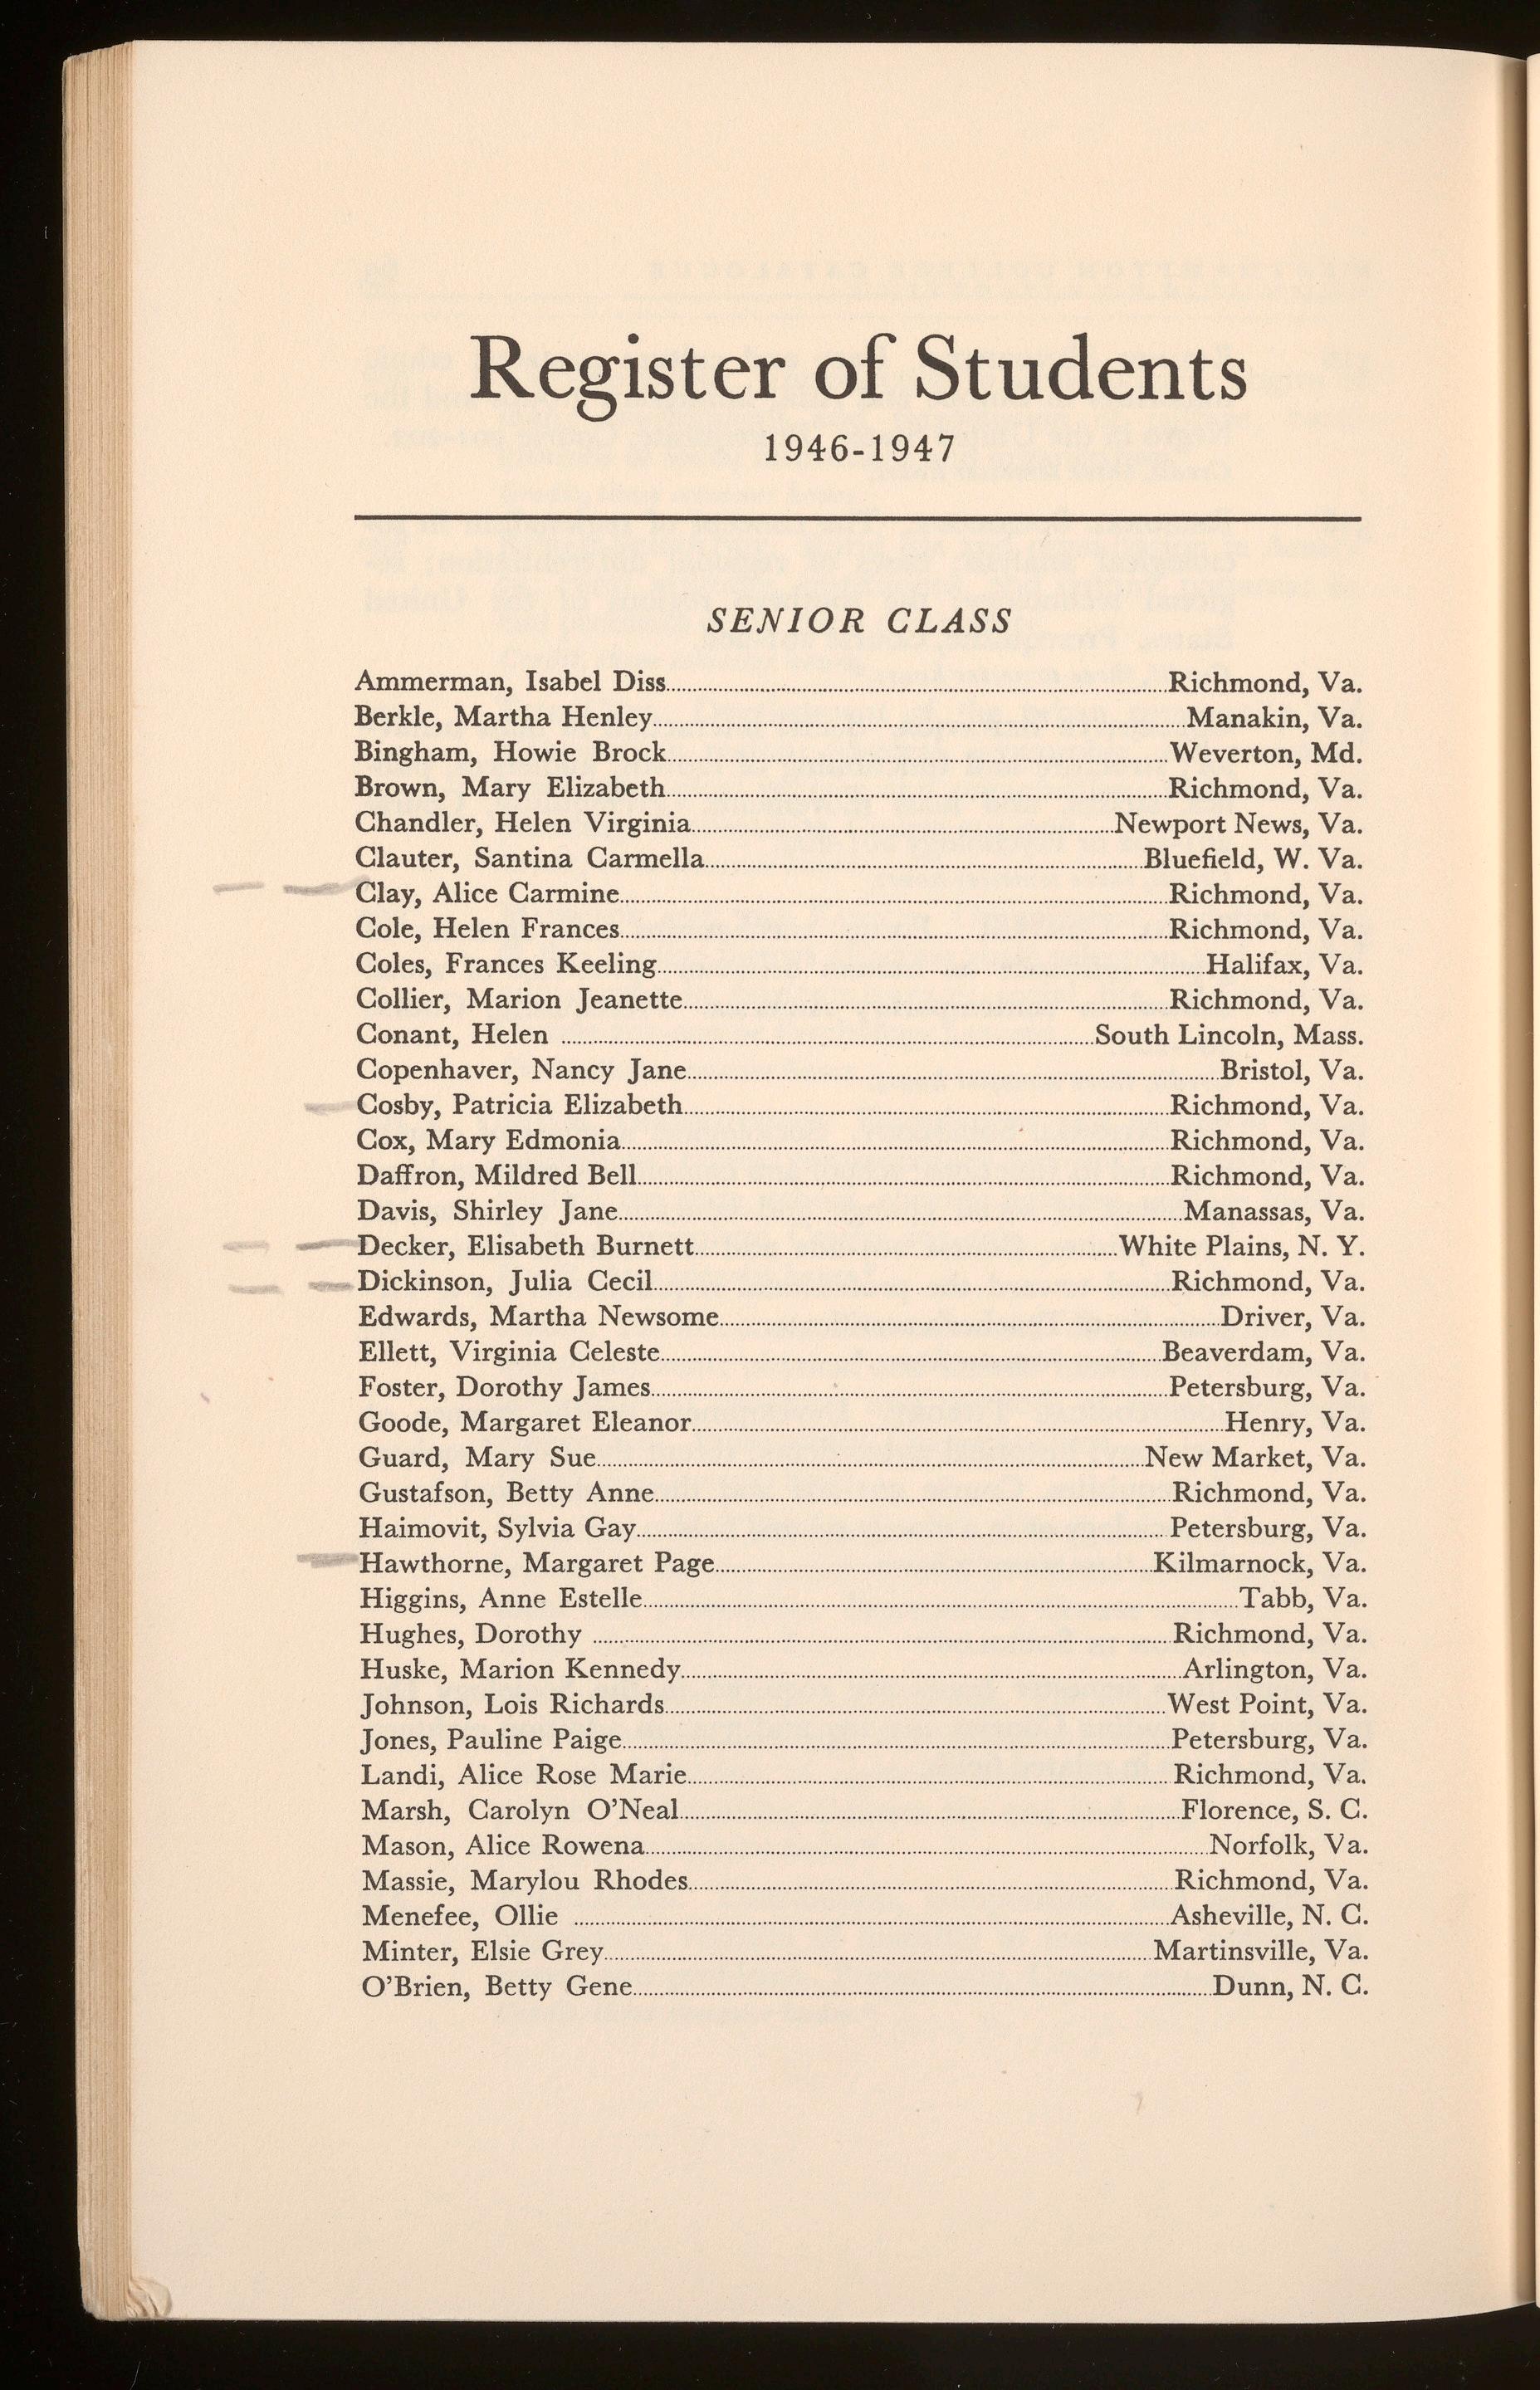 Register of Students
1946-1947
SENIOR CLASS
Ammerman, Isabel Diss Richmond, Va.
Berkle, Martha Henley Manakin, Va.
Bingham, Howie Brock Weverton, Md.
Brown, Mary Elizabeth Richmond, Va.
Chandler, Helen Virginia Newport News, Va.
Clauter, Santina Carmella Bluefield, W. Va.
Clay, Alice Carmine Richmond, Va.
Cole, Helen Frances Richmond, Va.
Coles, Frances Keeling Halifax, Va.
Collier, Marion Jeanette Richmond, Va.
Conant, Helen South Lincoln, Mass.
Copenhaver, Nancy Jane Bristol, Va.
Cosby, Patricia Elizabeth Richmond, Va.
Cox, Mary Edmonia Richmond, Va.
Daffron, Mildred Bell Richmond, Va.
Davis, Shirley Jane Manassas, Va.
Decker, Elisabeth Burnett White Plains, N. Y.
Dickinson, Julia Cecil Richmond, Va.
Edwards, Martha Newsome Driver, Va.
Ellett, Virginia Celeste Beaverdam, Va.
Foster, Dorothy James Petersburg, Va.
Goode, Margaret Eleanor Henry, Va.
Guard, Mary Sue New Market, Va.
Gustafson, Betty Anne Richmond, Va.
Haimovit, Sylvia Gay Petersburg, Va.
Hawthorne, Margaret Page Kilmarnock, Va.
Higgins, Anne Estelle Tabb, Va.
Hughes, Dorothy Richmond, Va.
Huske, Marion Kennedy Arlington, Va.
Johnson, Lois Richards West Point, Va.
Jones, Pauline Paige Petersburg, Va.
Landi, Alice Rose Marie Richmond, Va.
Marsh, Carolyn O'Neal Florence, S. C.
Mason, Alice Rowena Norfolk, Va.
Massie, Marylou Rhodes Richmond, Va.
Menefee, Ollie Asheville, N. C.
Minter, Elsie Grey Martinsville, Va.
O'Brien, Betty Gene Dunn, N. C.